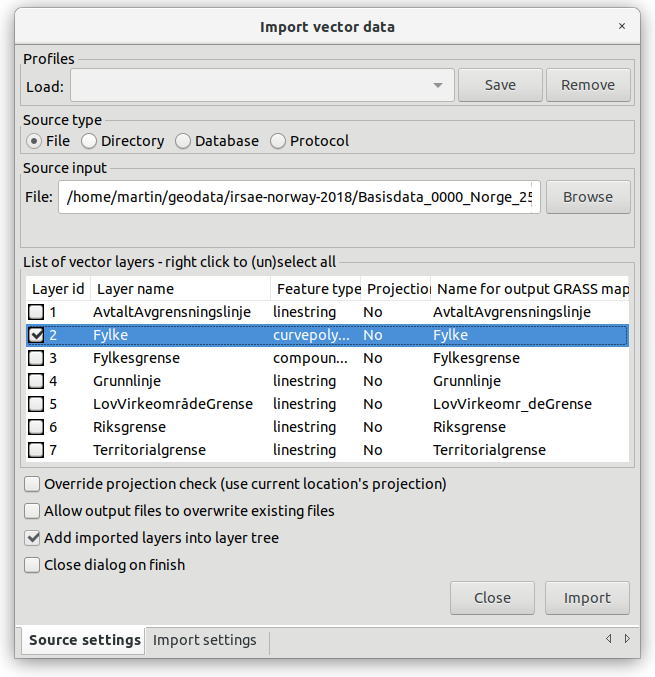 Import vector data
Profiles
Load:
Save
Remove
Source type
File
Directory
Database
Protocol
Source input
File:
/home/martin/geodata/irsae-norway-2018/Basisdata_0000_Norge_25
Browse
List of vector layers - right click to (un)select all
Layer id Layer name Feature type Projection Name for output GRASS map
1 AvtaltAvgrensningslinje linestring No AvtaltAvgrensningslinje
2 Fylke curvepoly... No Fylke
3 Fylkesgrense compoun... No Fylkesgrense
4 Grunnlinje linestring No Grunnlinje
5 LovVirkeområdeGrense linestring No LovVirkeomr_deGrense
6 Riksgrense linestring No Riksgrense
7 Territorialgrense linestring No Territorialgrense
Override projection check (use current location's projection)
Allow output files to overwrite existing files
Add imported layers into layer tree
Close dialog on finish
Close
Import
Source settings
Import settings